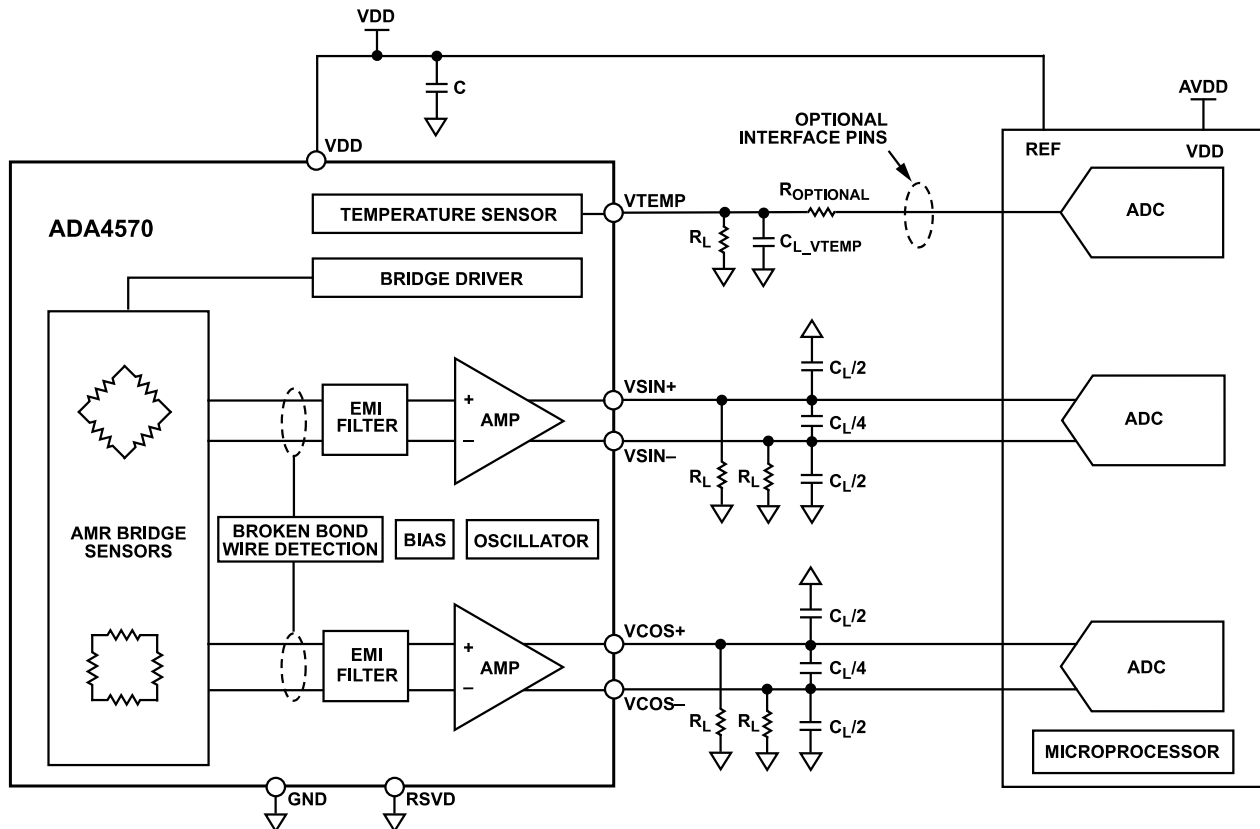 VDD
C
AVDD
OPTIONAL
INTERFACE PINS
VDD
REF
VDD
ADA4570
TEMPERATURE SENSOR
VTEMP
ROPTIONAL
ADC
RL
CL_VTEMP
BRIDGE DRIVER
CL/2
VSIN+
EMI
FILTER
+
AMP
–
CL/4
ADC
VSIN–
RL
RL
CL/2
AMR BRIDGE
SENSORS
BROKEN BOND
WIRE DETECTION
BIAS
OSCILLATOR
CL/2
VCOS+
EMI
FILTER
+
AMP
–
CL/4
ADC
VCOS–
RL
RL
CL/2
MICROPROCESSOR
GND
RSVD